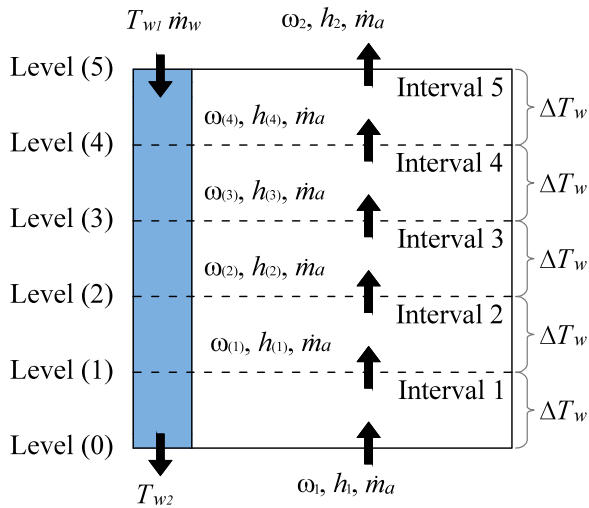 T_w1 ṁ_w
ω₂, h₂, ṁ_a
Level (5)
Interval 5
ω₍₄₎, h₍₄₎, ṁ_a
ΔT_w
Level (4)
Interval 4
ω₍₃₎, h₍₃₎, ṁ_a
ΔT_w
Level (3)
Interval 3
ω₍₂₎, h₍₂₎, ṁ_a
ΔT_w
Level (2)
Interval 2
ω₍₁₎, h₍₁₎, ṁ_a
ΔT_w
Level (1)
Interval 1
ΔT_w
Level (0)
T_w2
ω₁, h₁, ṁ_a